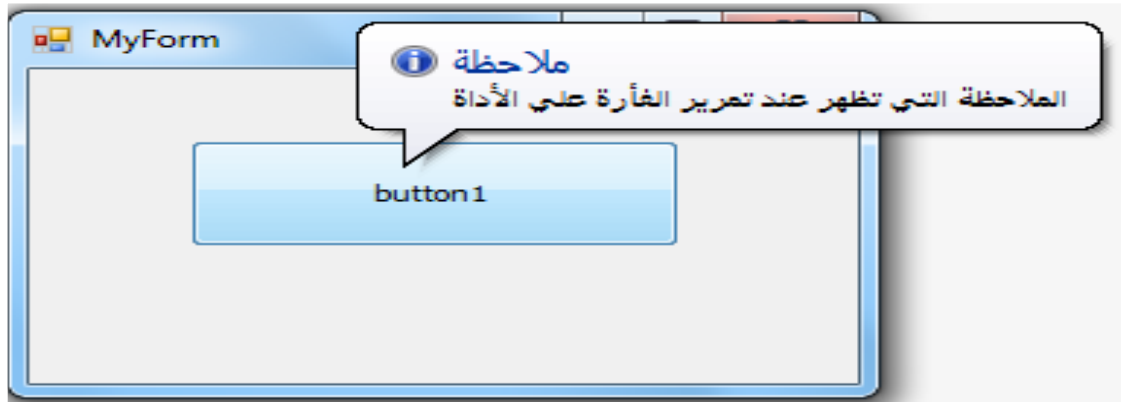 MyForm
ملاحظة
الملاحظة التي تظهر عند تمرير الفأرة علي الأداة
button1